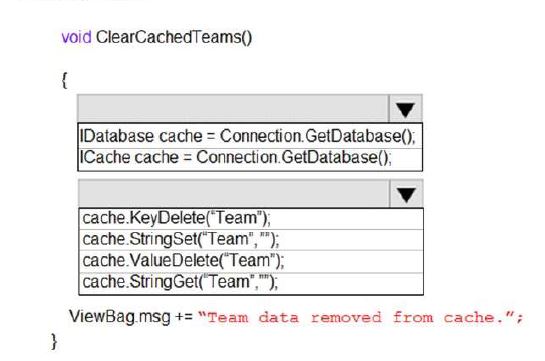 void ClearCachedTeams()
{
IDatabase cache = Connection.GetDatabase();
ICache cache = Connection.GetDatabase();
cache.KeyDelete("Team");
cache.StringSet("Team","");
cache.ValueDelete("Team");
cache.StringGet("Team","");
ViewBag.msg += “Team data removed from cache.”;
}